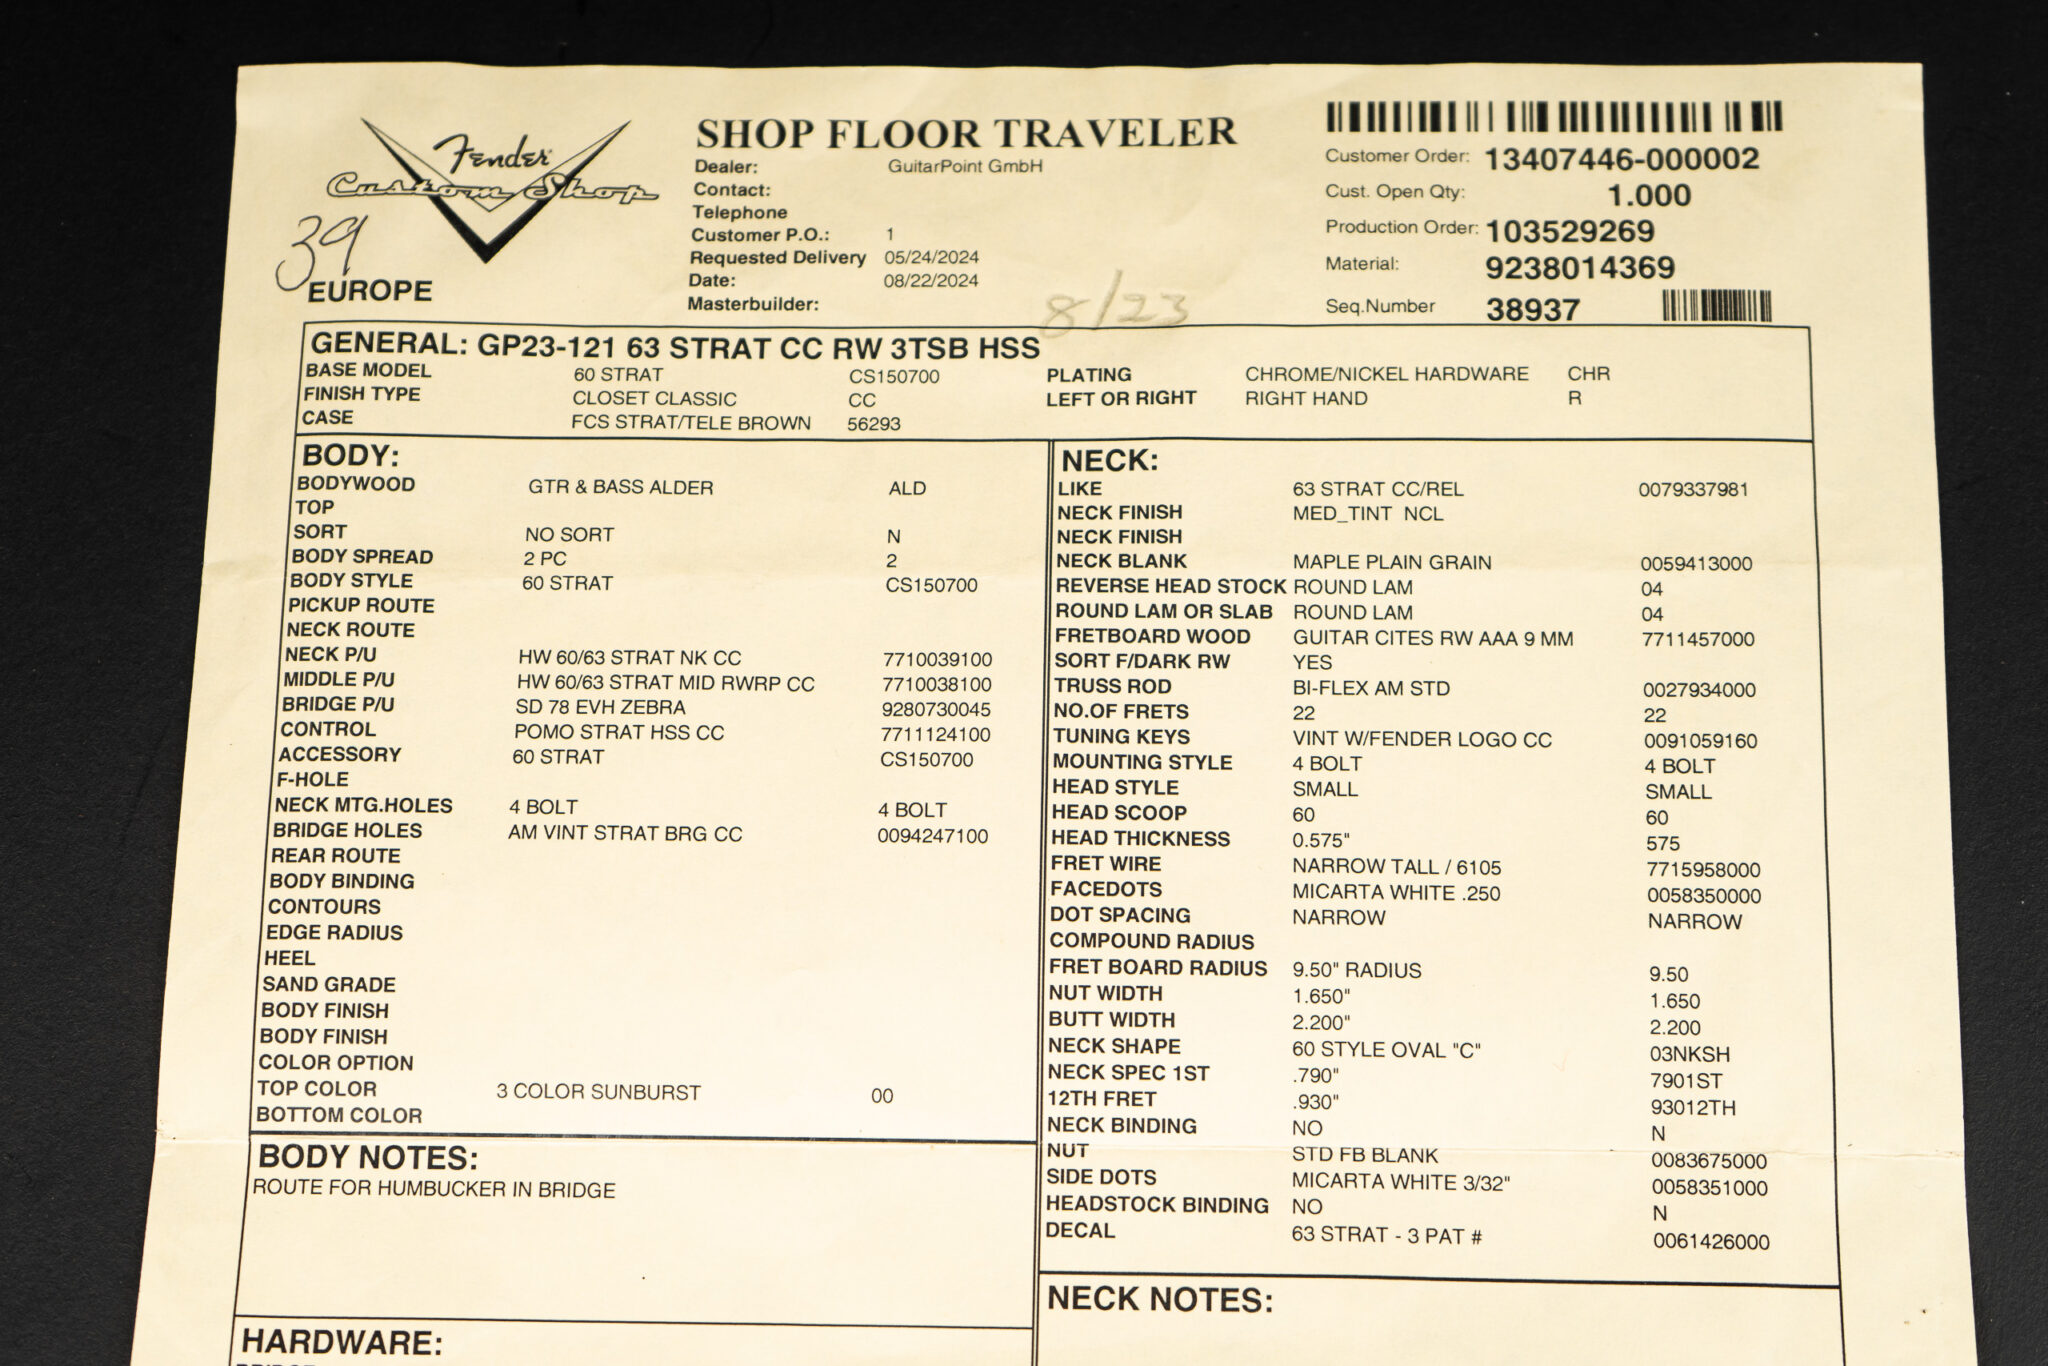 Fender
Custom Shop
39
EUROPE
SHOP FLOOR TRAVELER
Dealer: GuitarPoint GmbH
Contact:
Telephone
Customer P.O.: 1
Requested Delivery 05/24/2024
Date: 08/22/2024
Masterbuilder:
8/23
Customer Order: 13407446-000002
Cust. Open Qty: 1.000
Production Order: 103529269
Material: 9238014369
Seq.Number 38937
GENERAL: GP23-121 63 STRAT CC RW 3TSB HSS
BASE MODEL 60 STRAT CS150700
FINISH TYPE CLOSET CLASSIC CC
CASE FCS STRAT/TELE BROWN 56293
PLATING CHROME/NICKEL HARDWARE CHR
LEFT OR RIGHT RIGHT HAND R
BODY:
BODYWOOD GTR & BASS ALDER ALD
TOP
SORT NO SORT N
BODY SPREAD 2 PC 2
BODY STYLE 60 STRAT CS150700
PICKUP ROUTE
NECK ROUTE
NECK P/U HW 60/63 STRAT NK CC 7710039100
MIDDLE P/U HW 60/63 STRAT MID RWRP CC 7710038100
BRIDGE P/U SD 78 EVH ZEBRA 9280730045
CONTROL POMO STRAT HSS CC 7711124100
ACCESSORY 60 STRAT CS150700
F-HOLE
NECK MTG.HOLES 4 BOLT 4 BOLT
BRIDGE HOLES AM VINT STRAT BRG CC 0094247100
REAR ROUTE
BODY BINDING
CONTOURS
EDGE RADIUS
HEEL
SAND GRADE
BODY FINISH
BODY FINISH
COLOR OPTION
TOP COLOR 3 COLOR SUNBURST 00
BOTTOM COLOR
BODY NOTES:
ROUTE FOR HUMBUCKER IN BRIDGE
HARDWARE:
NECK:
LIKE 63 STRAT CC/REL 0079337981
NECK FINISH MED_TINT NCL
NECK FINISH
NECK BLANK MAPLE PLAIN GRAIN 0059413000
REVERSE HEAD STOCK ROUND LAM 04
ROUND LAM OR SLAB ROUND LAM 04
FRETBOARD WOOD GUITAR CITES RW AAA 9 MM 7711457000
SORT F/DARK RW YES
TRUSS ROD BI-FLEX AM STD 0027934000
NO.OF FRETS 22 22
TUNING KEYS VINT W/FENDER LOGO CC 0091059160
MOUNTING STYLE 4 BOLT 4 BOLT
HEAD STYLE SMALL SMALL
HEAD SCOOP 60 60
HEAD THICKNESS 0.575" 575
FRET WIRE NARROW TALL / 6105 7715958000
FACEDOTS MICARTA WHITE .250 0058350000
DOT SPACING NARROW NARROW
COMPOUND RADIUS
FRET BOARD RADIUS 9.50" RADIUS 9.50
NUT WIDTH 1.650" 1.650
BUTT WIDTH 2.200" 2.200
NECK SHAPE 60 STYLE OVAL "C" 03NKSH
NECK SPEC 1ST .790" 7901ST
12TH FRET .930" 93012TH
NECK BINDING NO N
NUT STD FB BLANK 0083675000
SIDE DOTS MICARTA WHITE 3/32" 0058351000
HEADSTOCK BINDING NO N
DECAL 63 STRAT - 3 PAT # 0061426000
NECK NOTES: